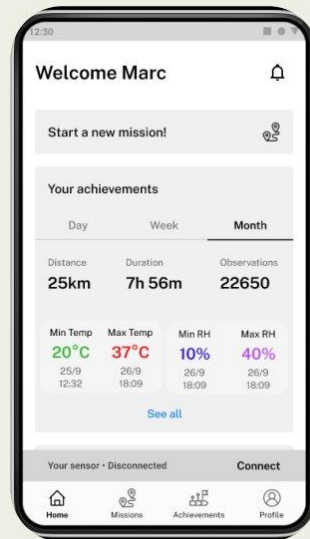 12:30
Welcome Marc
Start a new mission!
Your achievements
Day Week Month
Distance Duration Observations
25km 7h 56m 22650
Min Temp Max Temp Min RH Max RH
20°C 37°C 10% 40%
25/9 26/9 26/9 26/9
12:32 18:09 18:09 18:09
See all
Your sensor • Disconnected Connect
Home Missions Achievements Profile